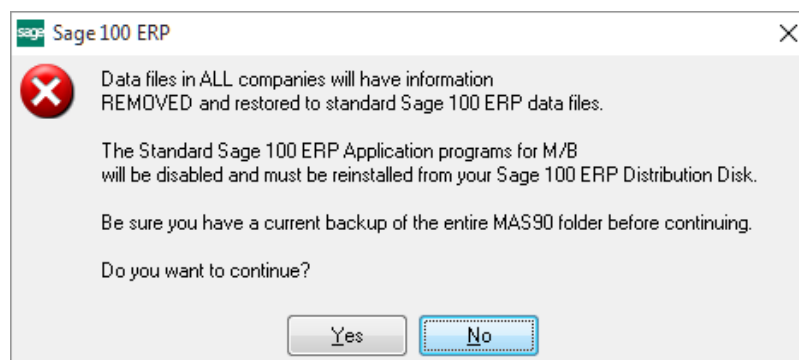 sage Sage 100 ERP
Data files in ALL companies will have information
REMOVED and restored to standard Sage 100 ERP data files.
The Standard Sage 100 ERP Application programs for M/B
will be disabled and must be reinstalled from your Sage 100 ERP Distribution Disk.
Be sure you have a current backup of the entire MAS90 folder before continuing.
Do you want to continue?
Yes No